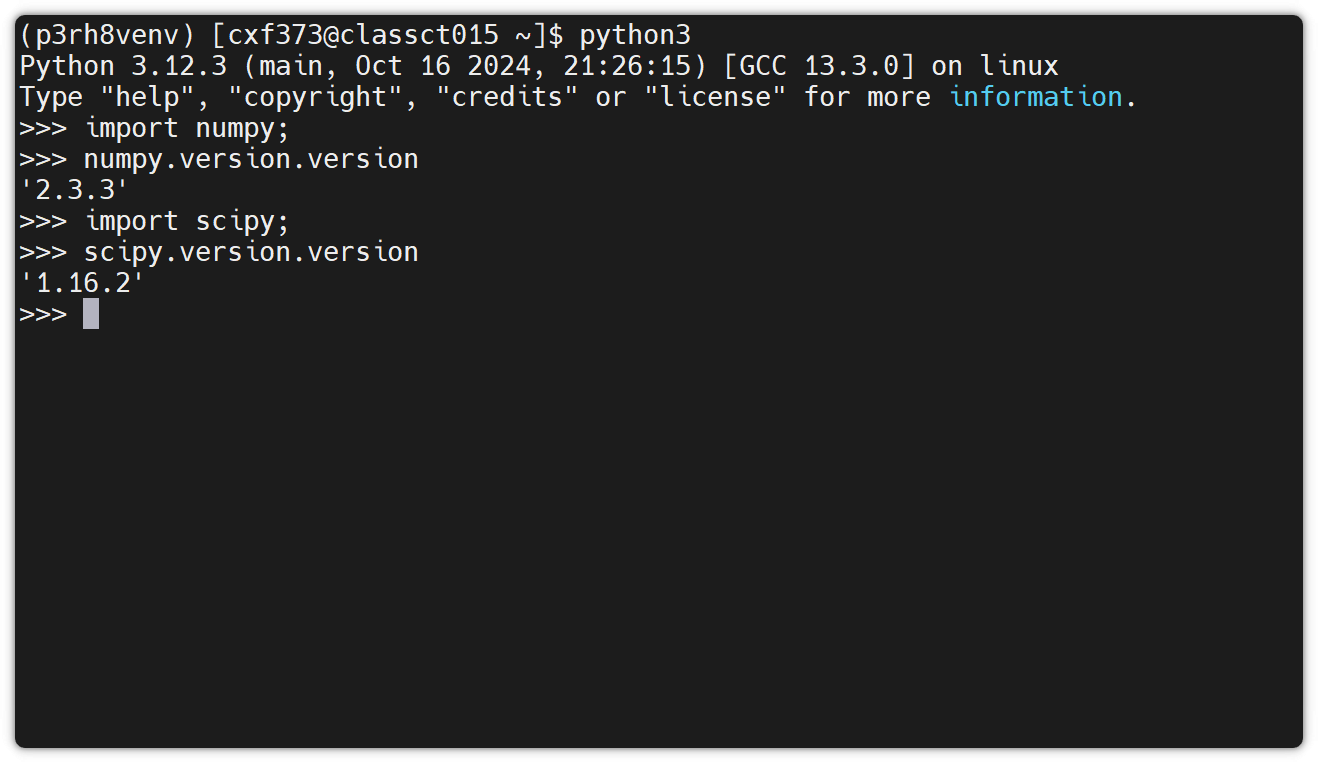 (p3rh8venv) [cxf373@classct015 ~]$ python3
Python 3.12.3 (main, Oct 16 2024, 21:26:15) [GCC 13.3.0] on linux
Type "help", "copyright", "credits" or "license" for more information.
>>> import numpy;
>>> numpy.version.version
'2.3.3'
>>> import scipy;
>>> scipy.version.version
'1.16.2'
>>>